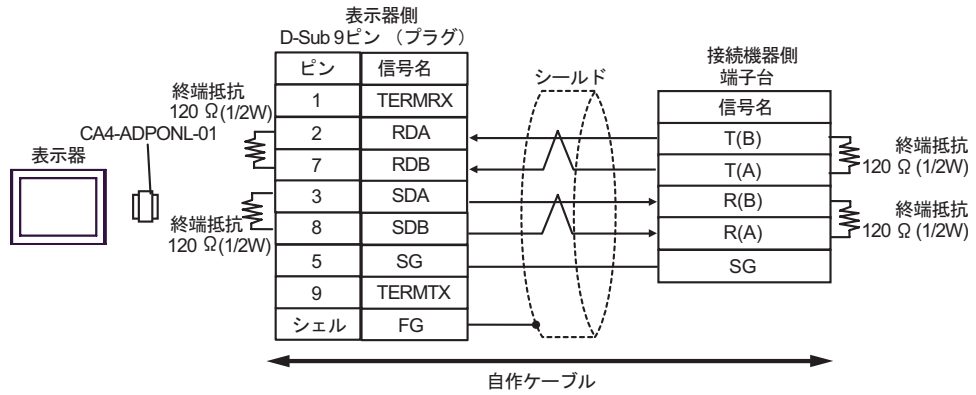 表示器側
D-Sub 9ピン (プラグ)
ピン 信号名
1 TERMRX
2 RDA
7 RDB
3 SDA
8 SDB
5 SG
9 TERMTX
シェル FG
終端抵抗
120 Ω(1/2W)
CA4-ADPONL-01
表示器
終端抵抗
120 Ω(1/2W)
シールド
接続機器側
端子台
信号名
T(B)
T(A)
R(B)
R(A)
SG
終端抵抗
120 Ω (1/2W)
終端抵抗
120 Ω (1/2W)
自作ケーブル